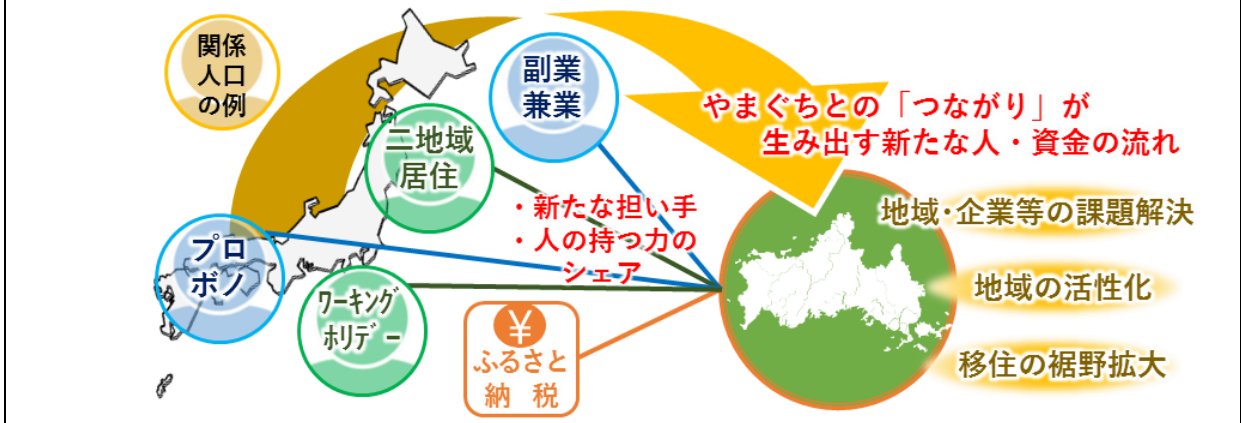 関係
人口
の例
副業
兼業
二地域
居住
プロ
ボノ
ﾜｰｷﾝｸﾞ
ﾎﾘﾃﾞｰ
¥
ふるさと
納 税
・新たな担い手
・人の持つ力の
シェア
やまぐちとの「つながり」が
生み出す新たな人・資金の流れ
地域・企業等の課題解決
地域の活性化
移住の裾野拡大